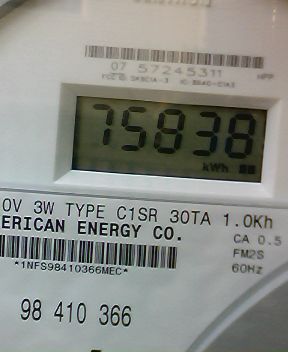 07 57245311
75838
kWh
0V 3W TYPE C1SR 30TA 1.0Kh
ERICAN ENERGY CO.
CA 0.5
FM2S
*1NFS98410366MEC*
60Hz
98 410 366